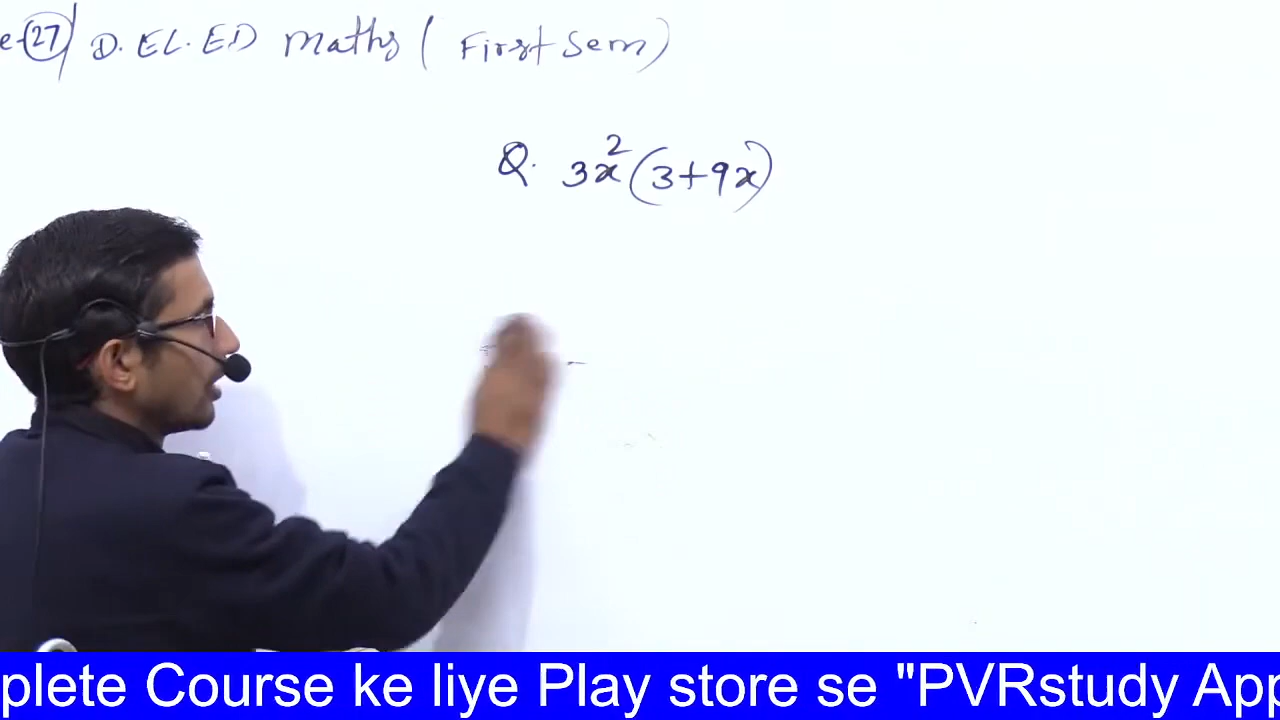 e-27 D.EL.ED Maths ( First Sem)
Q. 3x²(3+9x)
plete Course ke liye Play store se "PVRstudy App